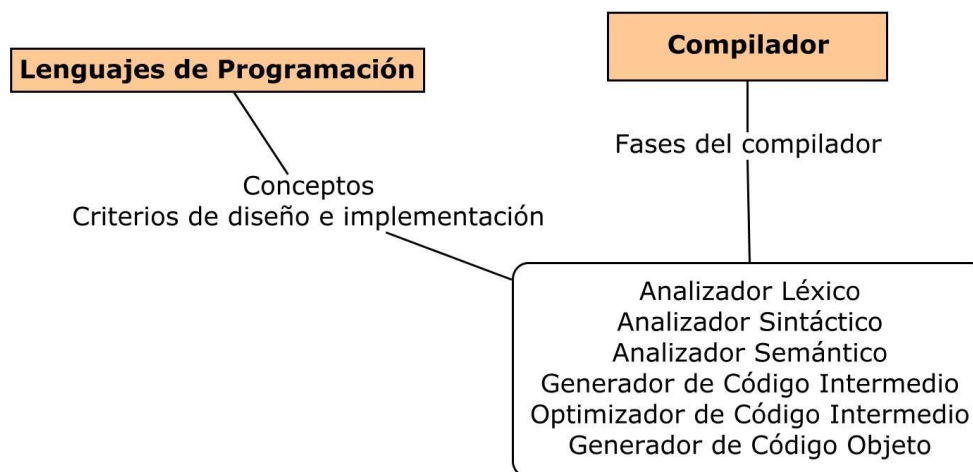 Compilador
Lenguajes de Programación
Fases del compilador
Conceptos
Criterios de diseño e implementación
Analizador Léxico
Analizador Sintáctico
Analizador Semántico
Generador de Código Intermedio
Optimizador de Código Intermedio
Generador de Código Objeto